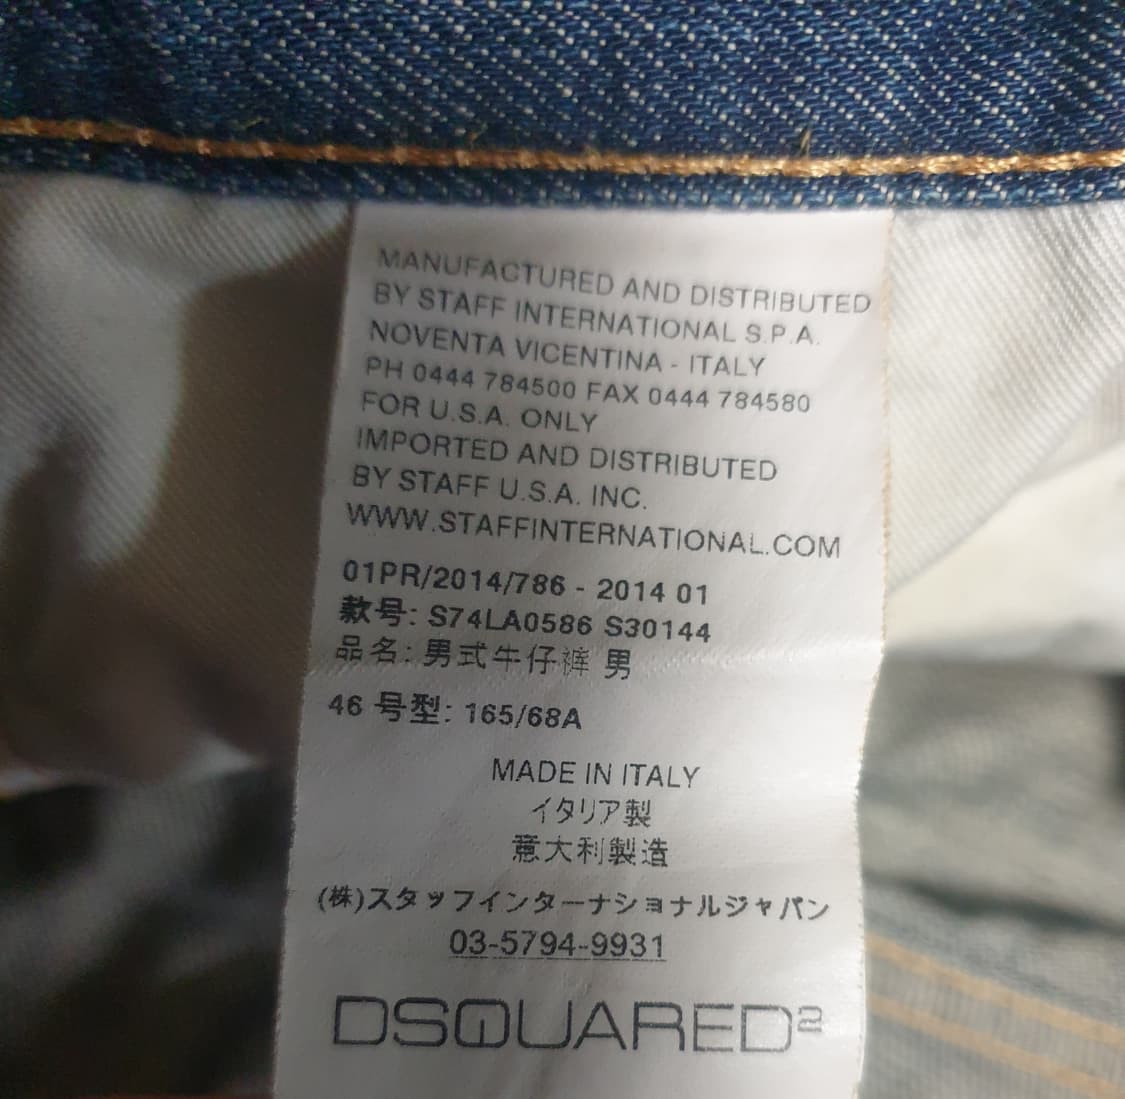 MANUFACTURED AND DISTRIBUTED
BY STAFF INTERNATIONAL S.P.A.
NOVENTA VICENTINA - ITALY
PH 0444 784500 FAX 0444 784580
FOR U.S.A. ONLY
IMPORTED AND DISTRIBUTED
BY STAFF U.S.A. INC.
WWW.STAFFINTERNATIONAL.COM
01PR/2014/786 - 2014 01
款号: S74LA0586 S30144
品名: 男式牛仔裤 男
46 号型: 165/68A
MADE IN ITALY
イタリア製
意大利製造
(株)スタッフインターナショナルジャパン
03-5794-9931
DSQUARED2